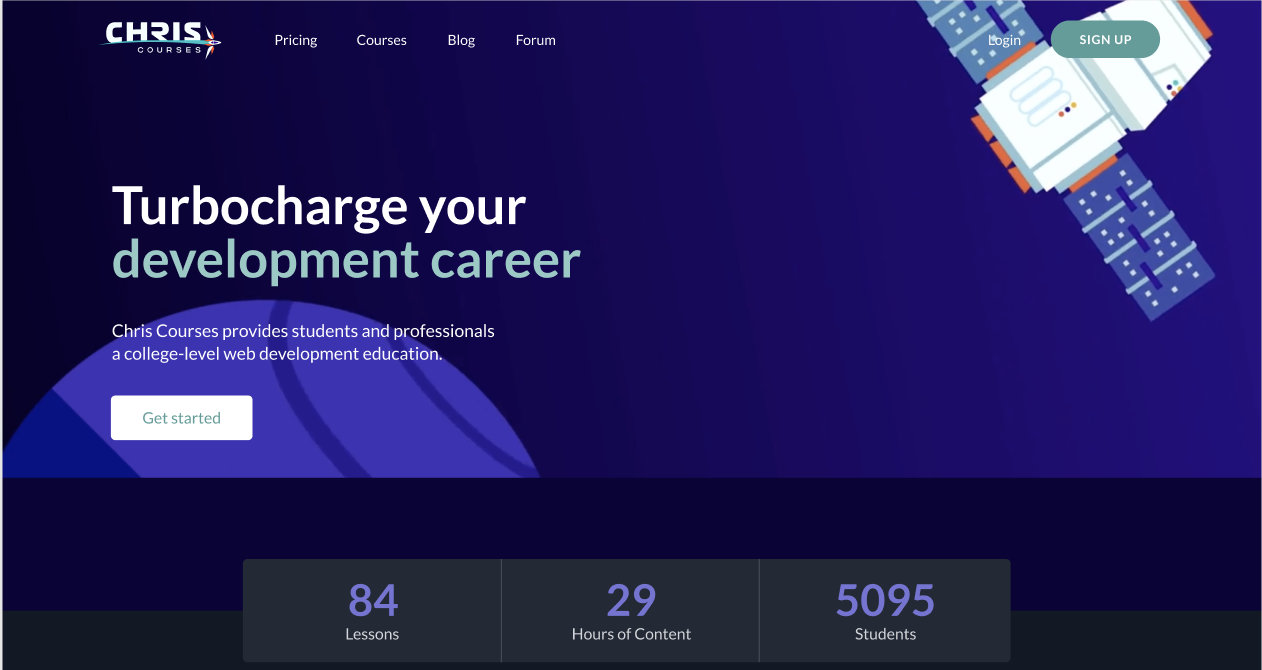 CHRIS
COURSES
Pricing
Courses
Blog
Forum
Login
SIGN UP
Turbocharge your
development career
Chris Courses provides students and professionals
a college-level web development education.
Get started
84
Lessons
29
Hours of Content
5095
Students